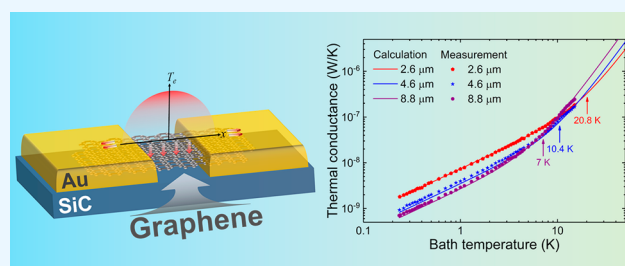 T_e
x
Au
SiC
Graphene
Thermal conductance (W/K)
10^-6
10^-7
10^-8
10^-9
Calculation Measurement
2.6 μm 2.6 μm
4.6 μm 4.6 μm
8.8 μm 8.8 μm
20.8 K
10.4 K
7 K
0.1 1 10
Bath temperature (K)